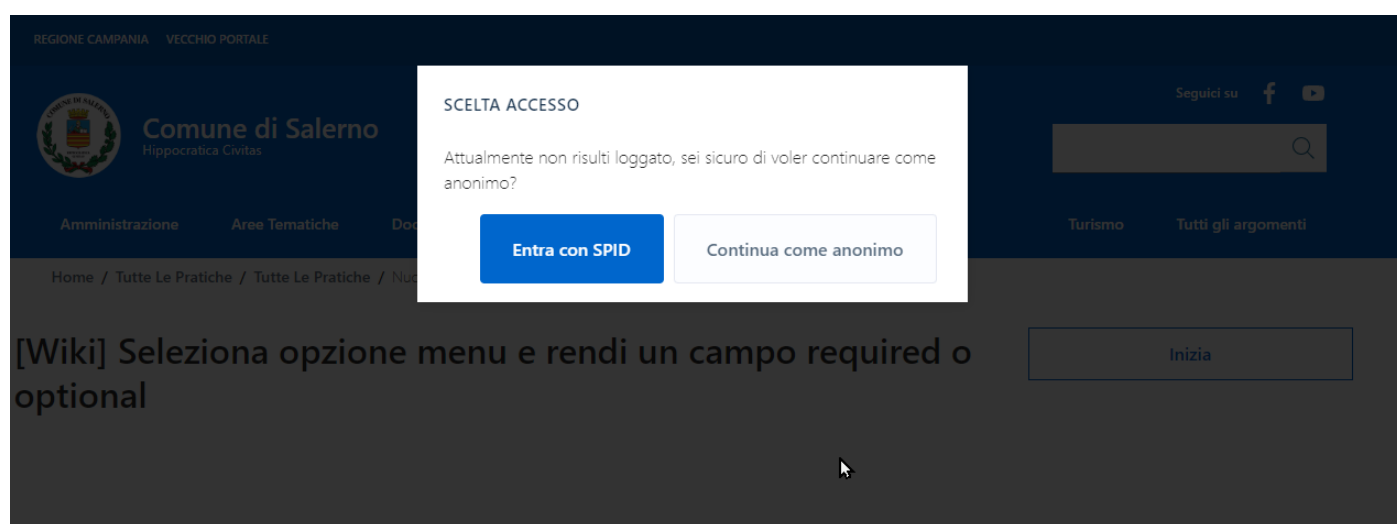 REGIONE CAMPANIA VECCHIO PORTALE
SCELTA ACCESSO
Attualmente non risulti loggato, sei sicuro di voler continuare come
anonimo?
Entra con SPID Continua come anonimo
Comune di Salerno
Hippocratica Civitas
Seguici su
Amministrazione Aree Tematiche Doc Turismo Tutti gli argomenti
Home / Tutte Le Pratiche / Tutte Le Pratiche / Nuo
[Wiki] Seleziona opzione menu e rendi un campo required o
optional
Inizia